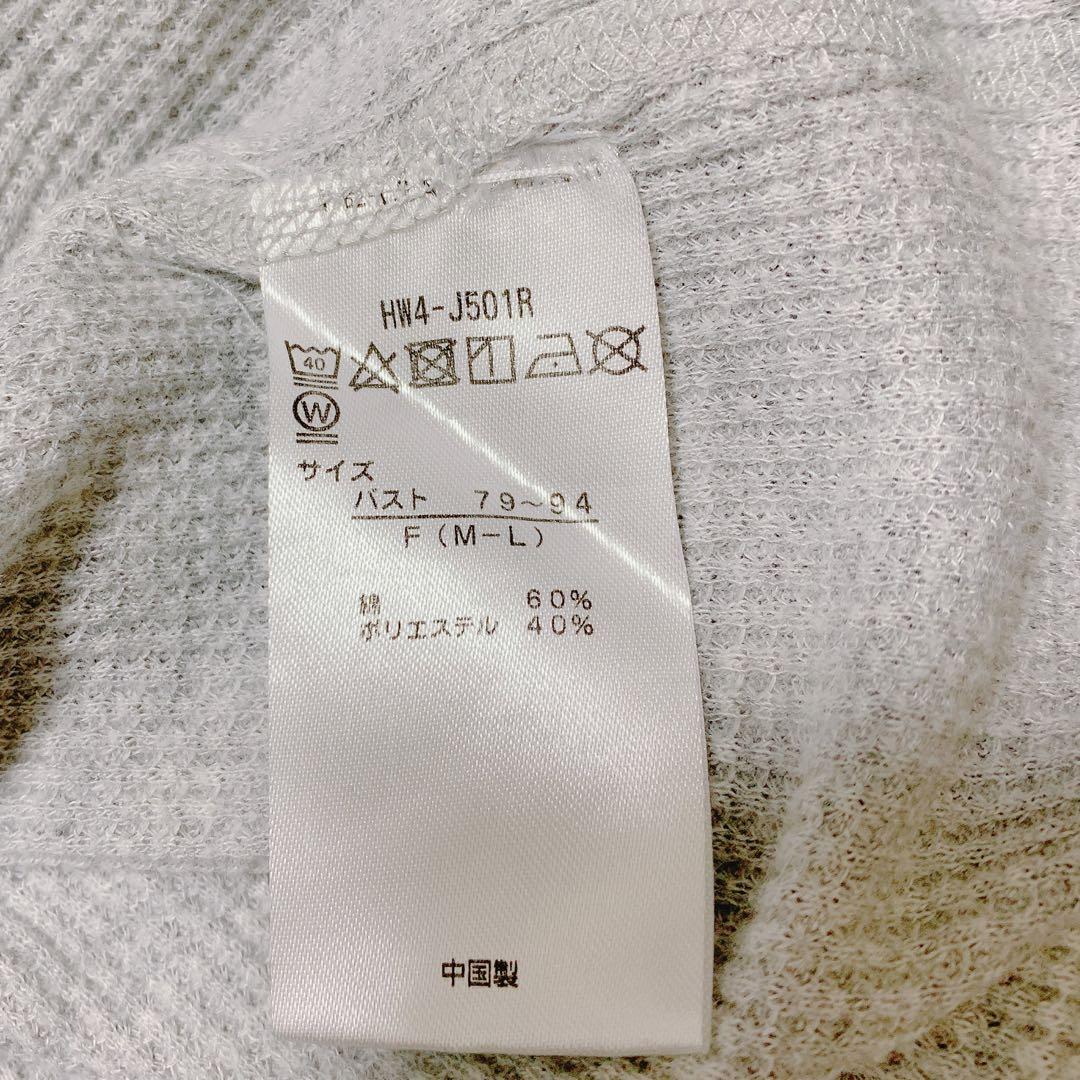 HW4-J501R
40
W
サイズ
バスト 79～94
F(M-L)
綿 60%
ポリエステル 40%
中国製